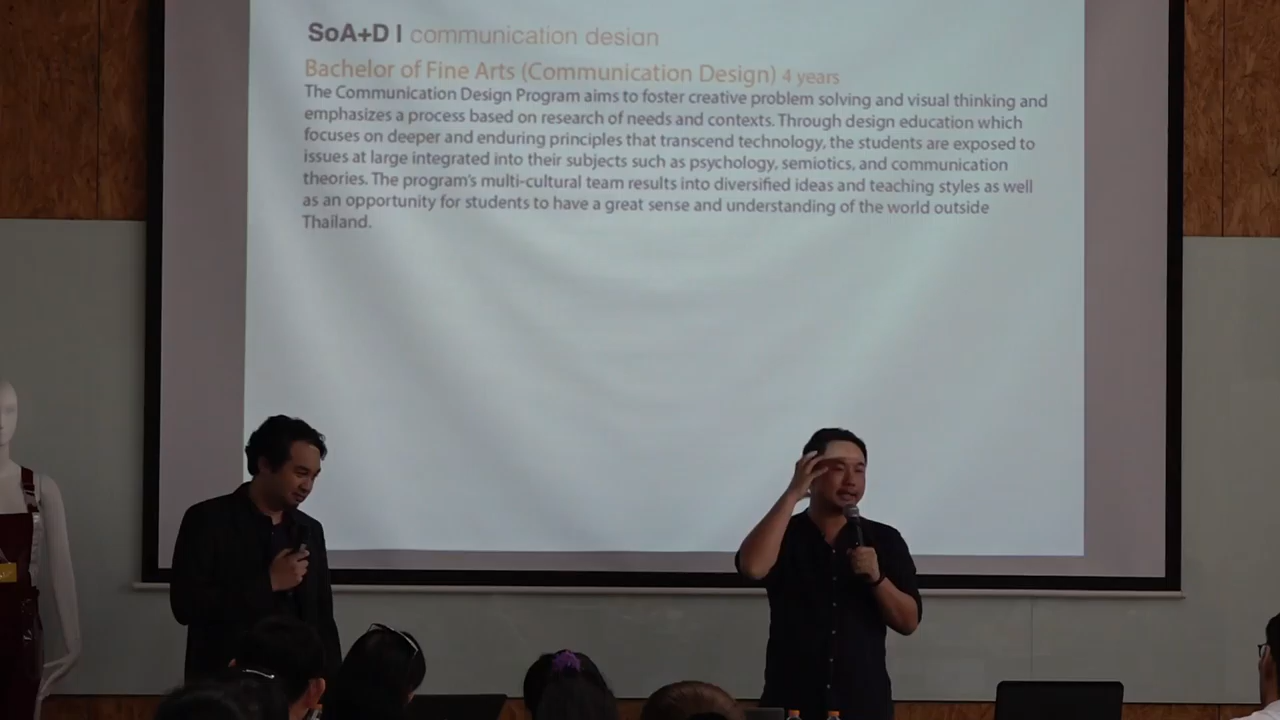 SoA+D | communication design
Bachelor of Fine Arts (Communication Design) 4 years
The Communication Design Program aims to foster creative problem solving and visual thinking and
emphasizes a process based on research of needs and contexts. Through design education which
focuses on deeper and enduring principles that transcend technology, the students are exposed to
issues at large integrated into their subjects such as psychology, semiotics, and communication
theories. The program's multi-cultural team results into diversified ideas and teaching styles as well
as an opportunity for students to have a great sense and understanding of the world outside
Thailand.